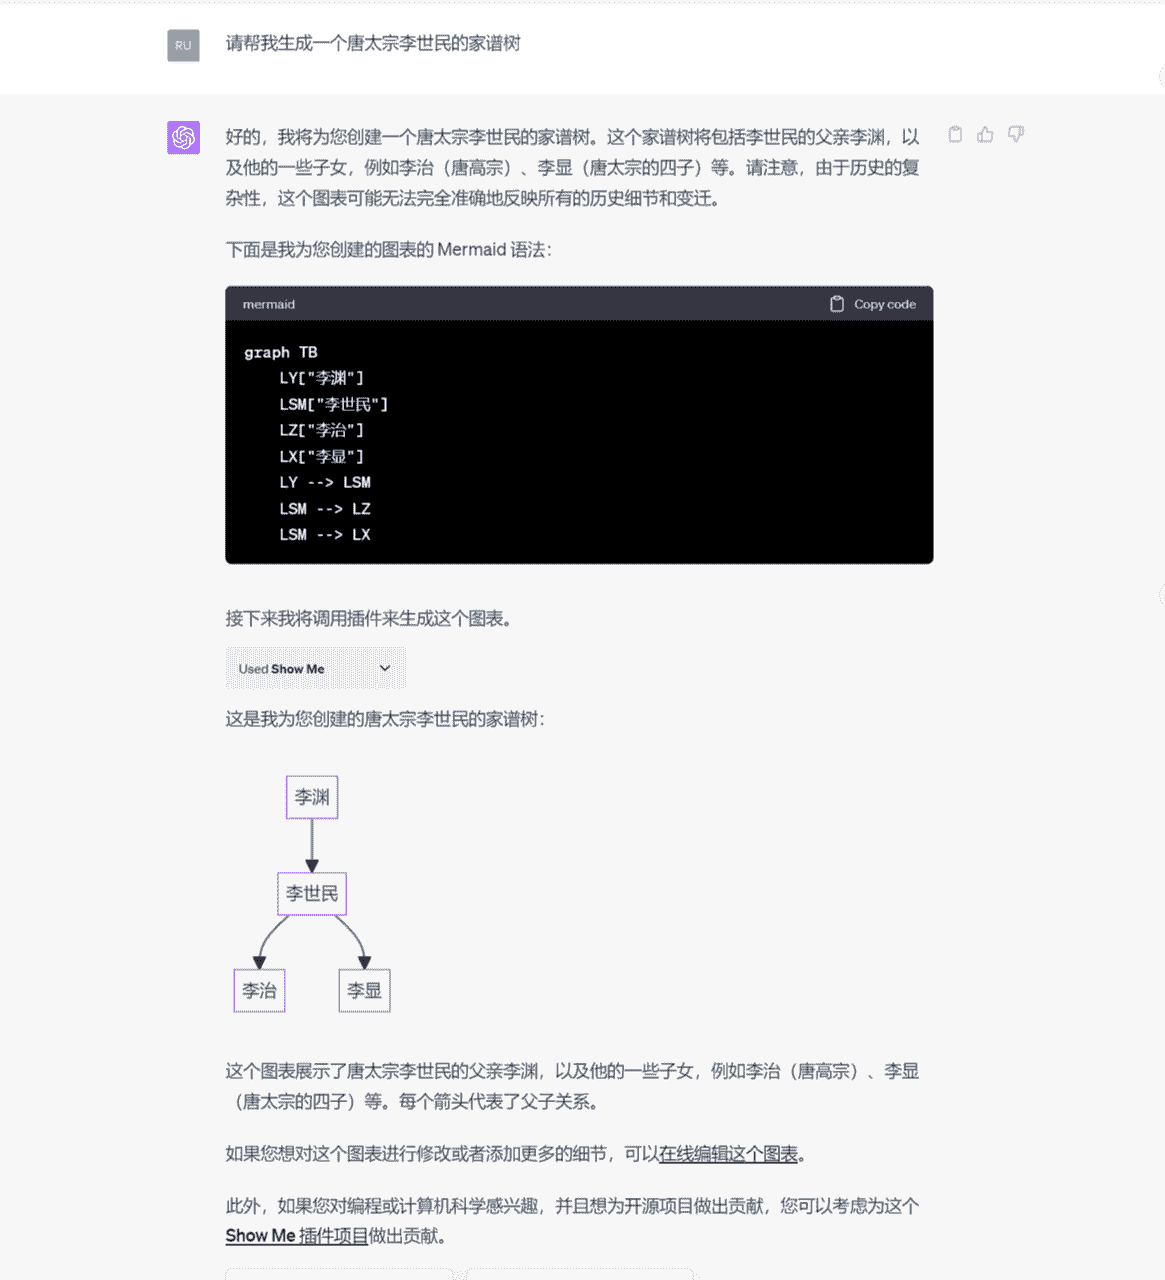 RU
请帮我生成一个唐太宗李世民的家谱树
好的，我将为您创建一个唐太宗李世民的家谱树。这个家谱树将包括李世民的父亲李渊，以
及他的一些子女，例如李治（唐高宗）、李显（唐太宗的四子）等。请注意，由于历史的复
杂性，这个图表可能无法完全准确地反映所有的历史细节和变迁。
下面是我为您创建的图表的 Mermaid 语法：
mermaid
Copy code
graph TB
LY["李渊"]
LSM["李世民"]
LZ["李治"]
LX["李显"]
LY --> LSM
LSM --> LZ
LSM --> LX
接下来我将调用插件来生成这个图表。
Used Show Me
这是我为您创建的唐太宗李世民的家谱树：
李渊
李世民
李治
李显
这个图表展示了唐太宗李世民的父亲李渊，以及他的一些子女，例如李治（唐高宗）、李显
（唐太宗的四子）等。每个箭头代表了父子关系。
如果您想对这个图表进行修改或者添加更多的细节，可以在线编辑这个图表。
此外，如果您对编程或计算机科学感兴趣，并且想为开源项目做出贡献，您可以考虑为这个
Show Me 插件项目做出贡献。